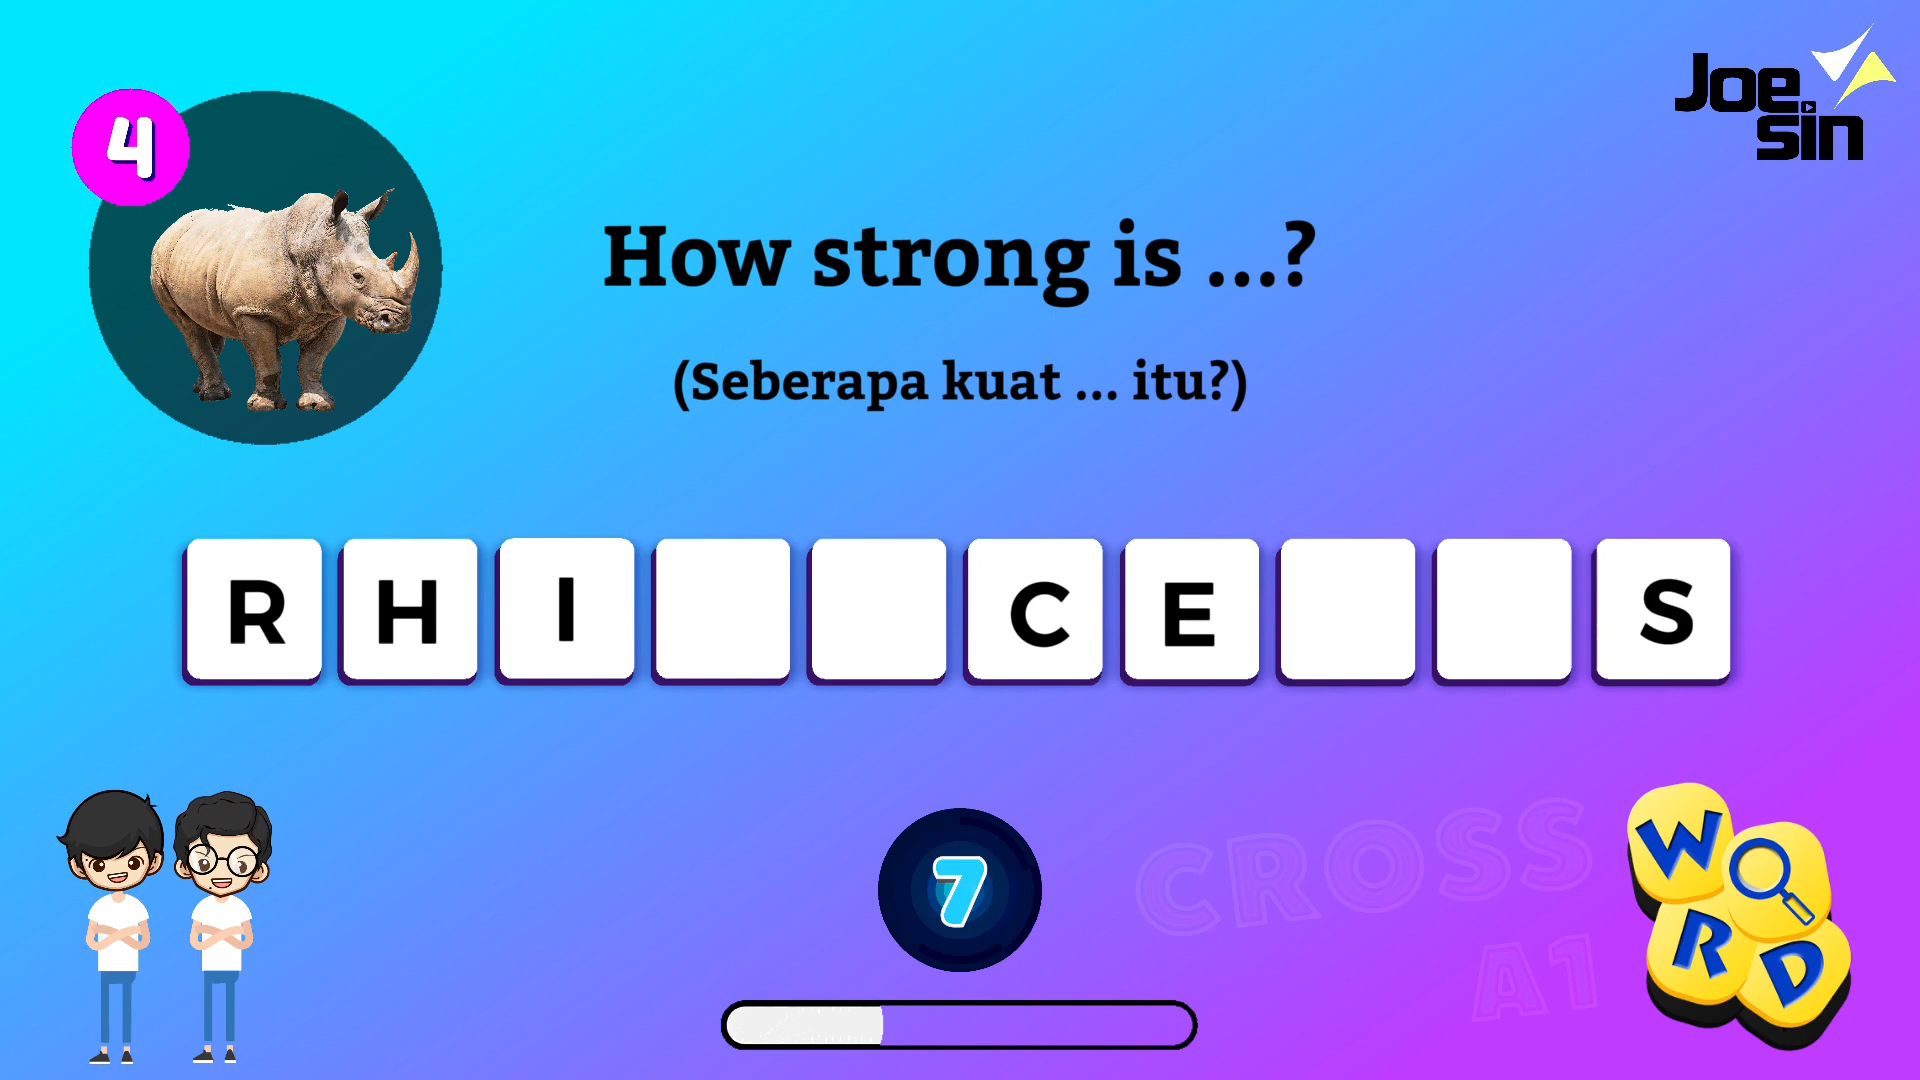 4
Joe
sin
How strong is ...?
(Seberapa kuat ... itu?)
R H I C E S
7
CROSS
A1
W
R D